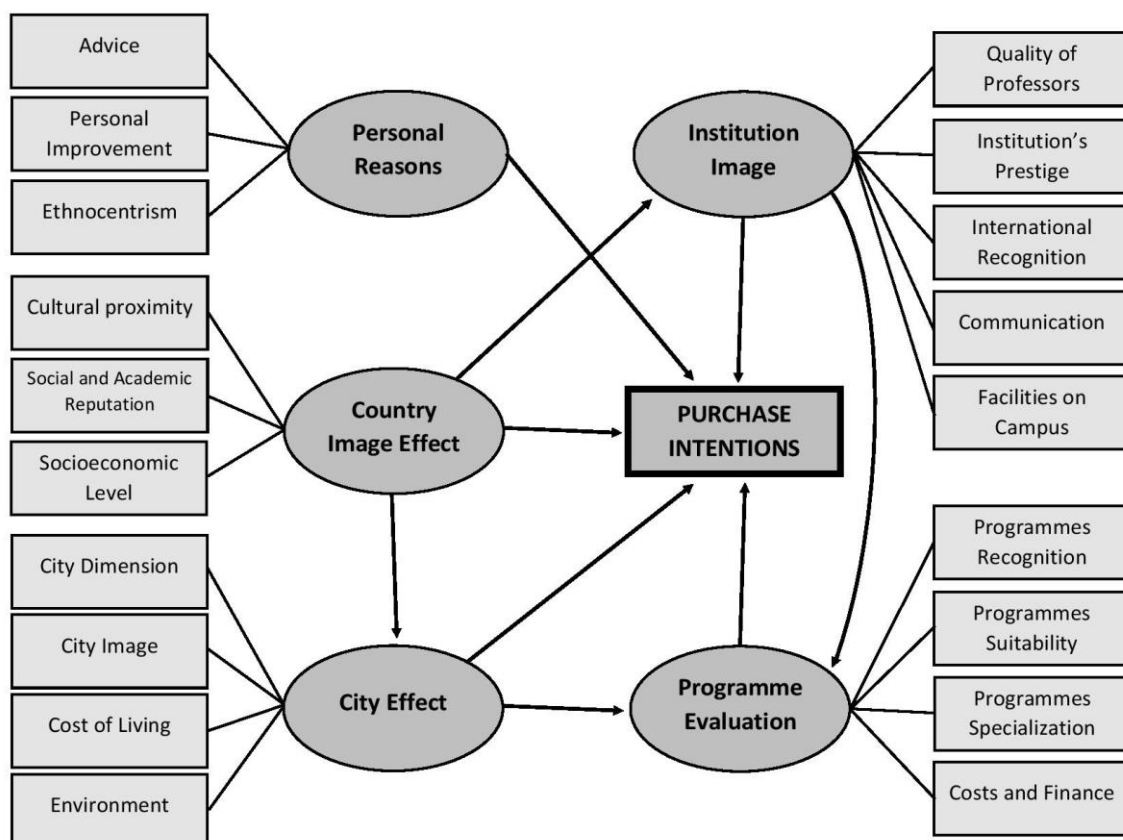 Advice
Personal
Improvement
Ethnocentrism
Cultural proximity
Social and Academic
Reputation
Socioeconomic
Level
City Dimension
City Image
Cost of Living
Environment
Personal
Reasons
Country
Image Effect
City Effect
Institution
Image
PURCHASE
INTENTIONS
Programme
Evaluation
Quality of
Professors
Institution’s
Prestige
International
Recognition
Communication
Facilities on
Campus
Programmes
Recognition
Programmes
Suitability
Programmes
Specialization
Costs and Finance